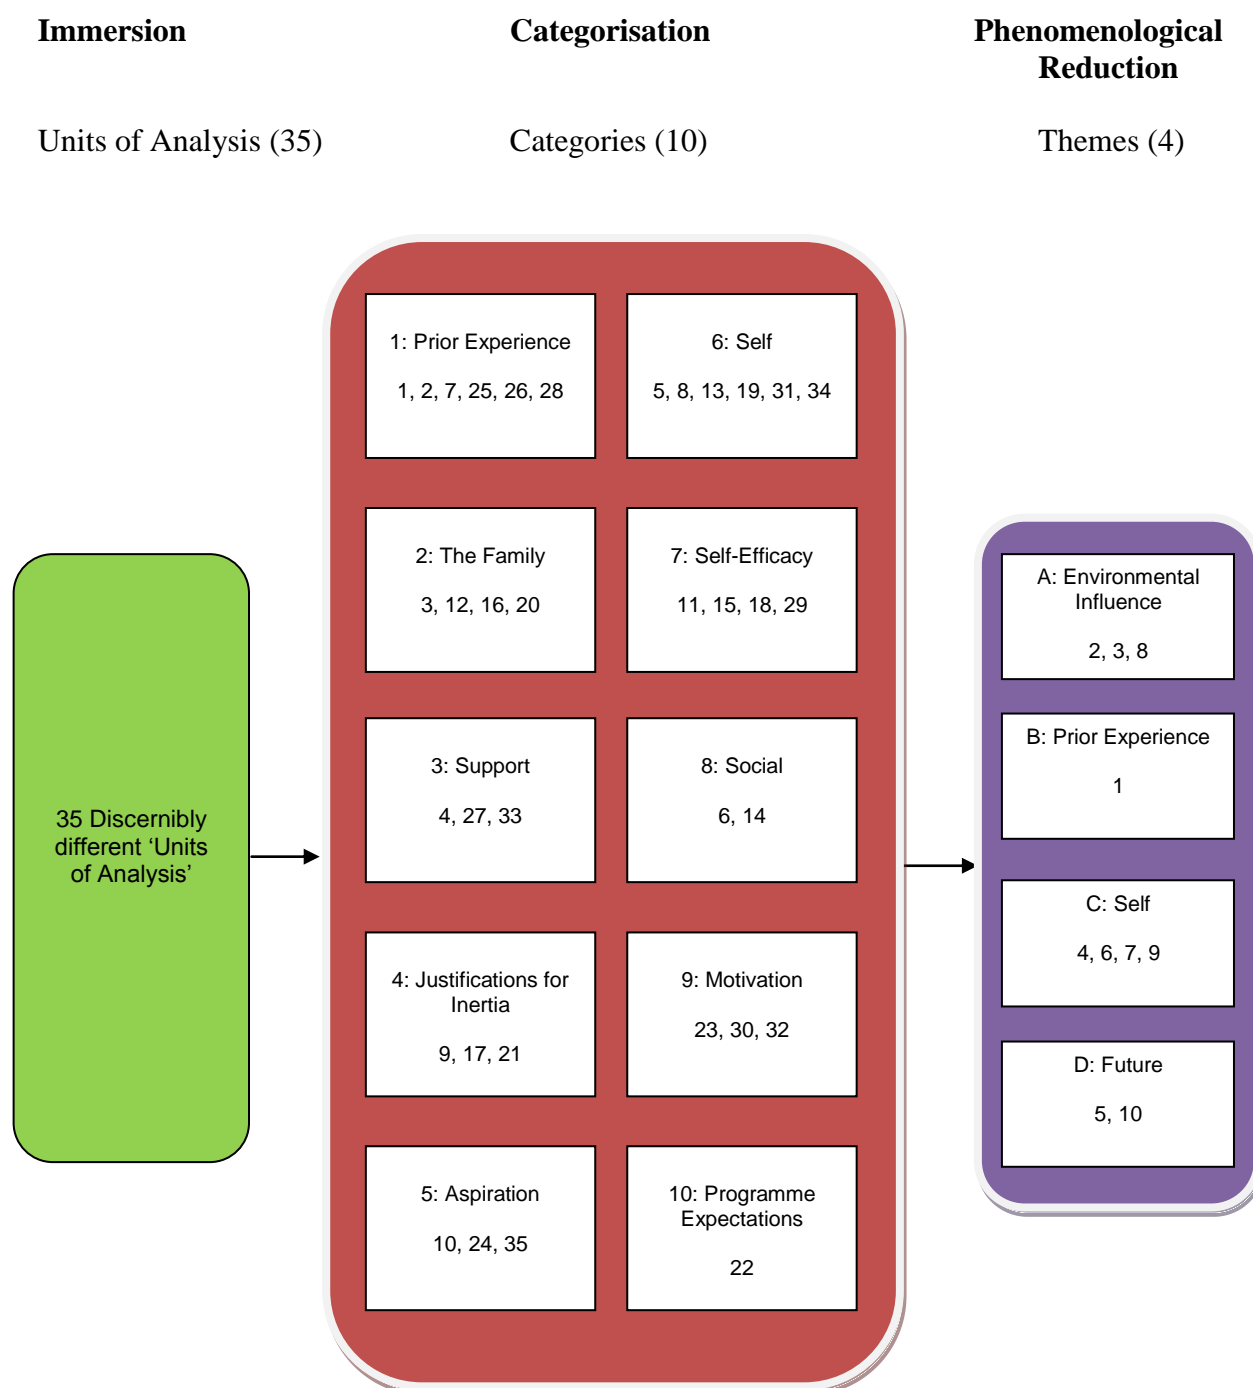 Immersion
Categorisation
Phenomenological
Reduction
Units of Analysis (35)
Categories (10)
Themes (4)
35 Discernibly
different ‘Units
of Analysis’
1: Prior Experience
1, 2, 7, 25, 26, 28
6: Self
5, 8, 13, 19, 31, 34
2: The Family
3, 12, 16, 20
7: Self-Efficacy
11, 15, 18, 29
3: Support
4, 27, 33
8: Social
6, 14
4: Justifications for
Inertia
9, 17, 21
9: Motivation
23, 30, 32
5: Aspiration
10, 24, 35
10: Programme
Expectations
22
A: Environmental
Influence
2, 3, 8
B: Prior Experience
1
C: Self
4, 6, 7, 9
D: Future
5, 10